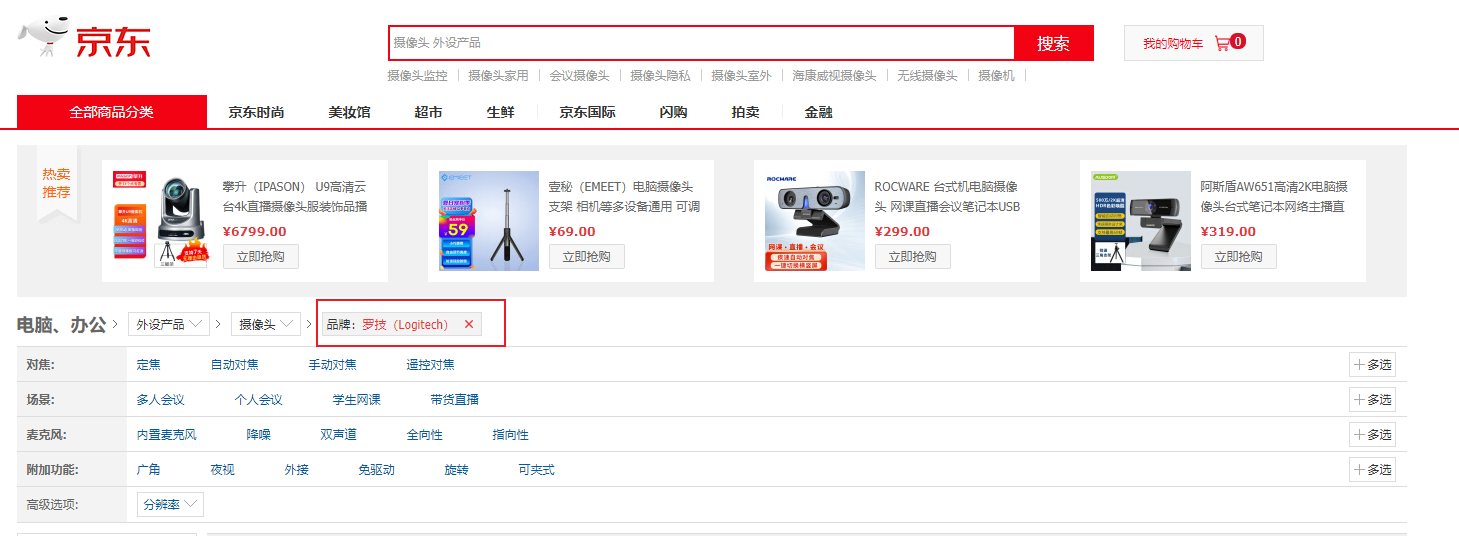 京东
摄像头 外设产品
搜索
我的购物车 0
摄像头监控 摄像头家用 会议摄像头 摄像头隐私 摄像头室外 海康威视摄像头 无线摄像头 摄像机
全部商品分类 京东时尚 美妆馆 超市 生鲜 京东国际 闪购 拍卖 金融
热卖
推荐
攀升（IPASON） U9高清云
台4k直播摄像头服装饰品播
¥6799.00
立即抢购
EMEET
59
壹秘（EMEET）电脑摄像头
支架 相机等多设备通用 可调
¥69.00
立即抢购
ROCWARE
网课·直播·会议
ROCWARE 台式机电脑摄像
头 网课直播会议笔记本USB
¥299.00
立即抢购
AUSDOM
阿斯盾AW651高清2K电脑摄
像头台式笔记本网络主播直
¥319.00
立即抢购
电脑、办公 > 外设产品 > 摄像头 > 品牌：罗技（Logitech） ×
对焦: 定焦 自动对焦 手动对焦 遥控对焦 +多选
场景: 多人会议 个人会议 学生网课 带货直播 +多选
麦克风: 内置麦克风 降噪 双声道 全向性 指向性 +多选
附加功能: 广角 夜视 外接 免驱动 旋转 可夹式 +多选
高级选项: 分辨率